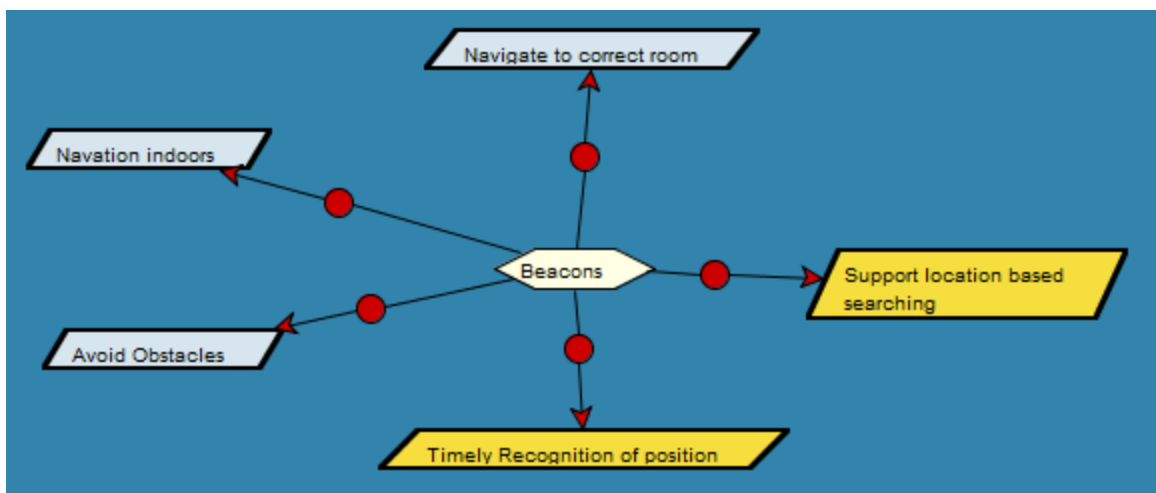 Navigate to correct room
Navation indoors
Beacons
Support location based
searching
Avoid Obstacles
Timely Recognition of position